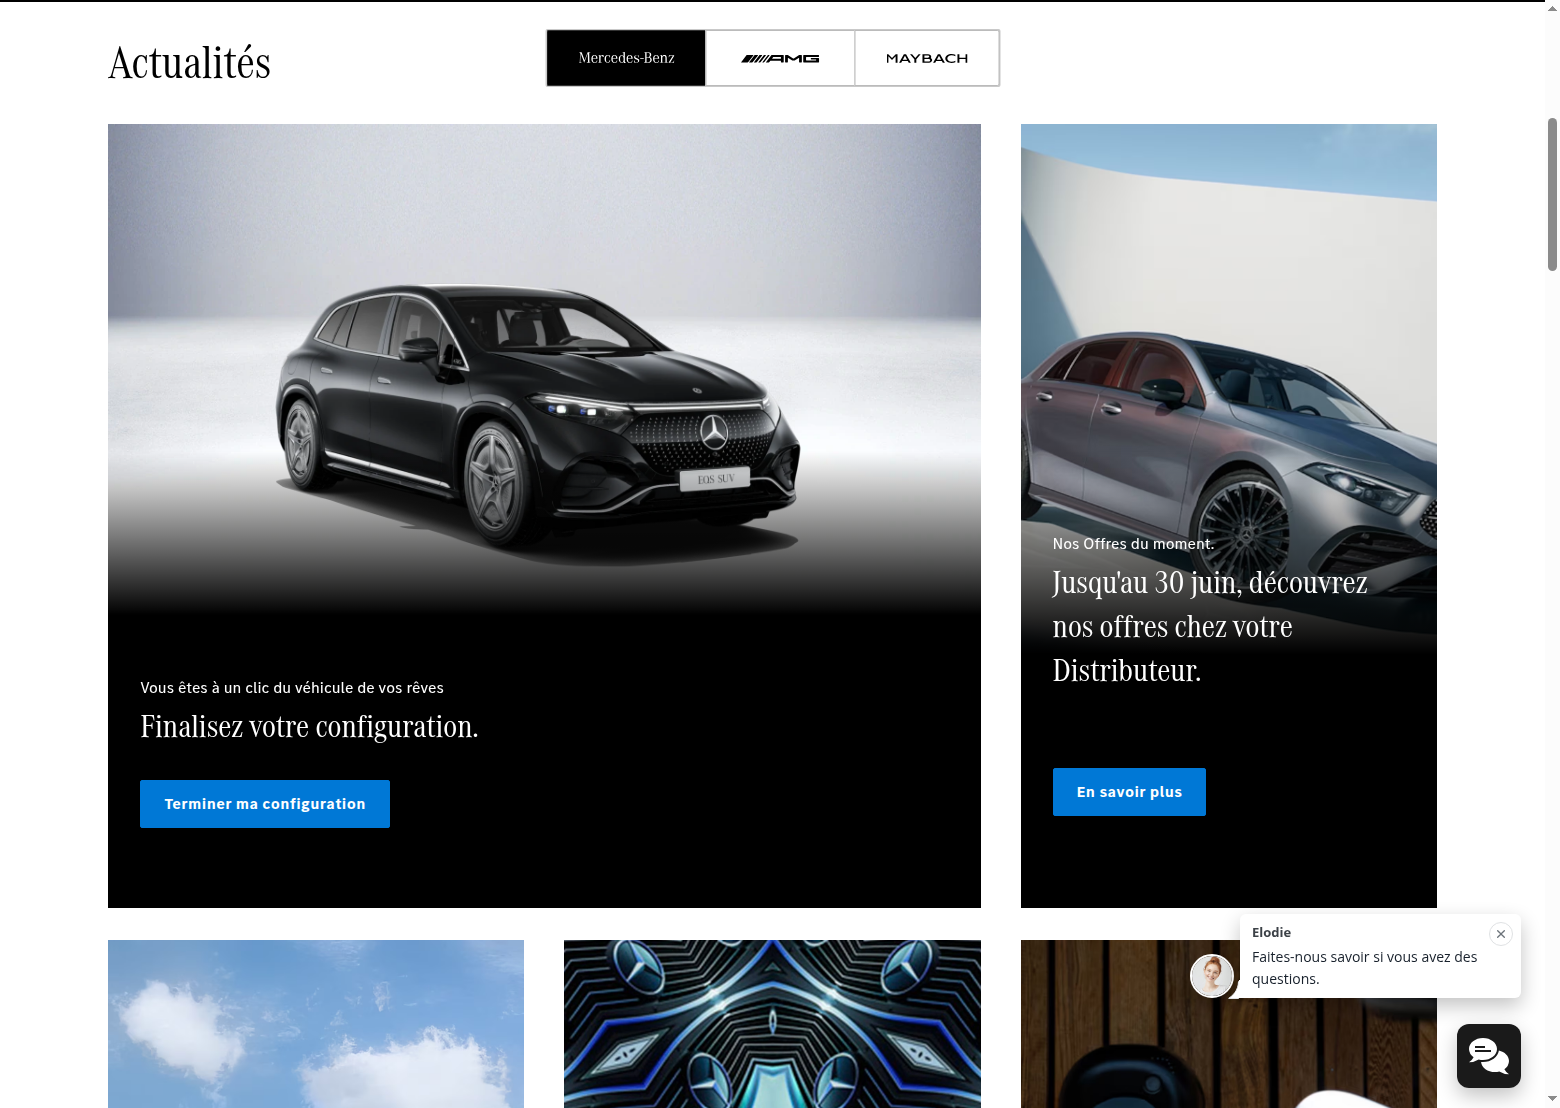 Actualités
Mercedes-Benz
AMG
MAYBACH
EQS SUV
Vous êtes à un clic du véhicule de vos rêves
Finalisez votre configuration.
Terminer ma configuration
Nos Offres du moment.
Jusqu'au 30 juin, découvrez
nos offres chez votre
Distributeur.
En savoir plus
Elodie
Faites-nous savoir si vous avez des
questions.